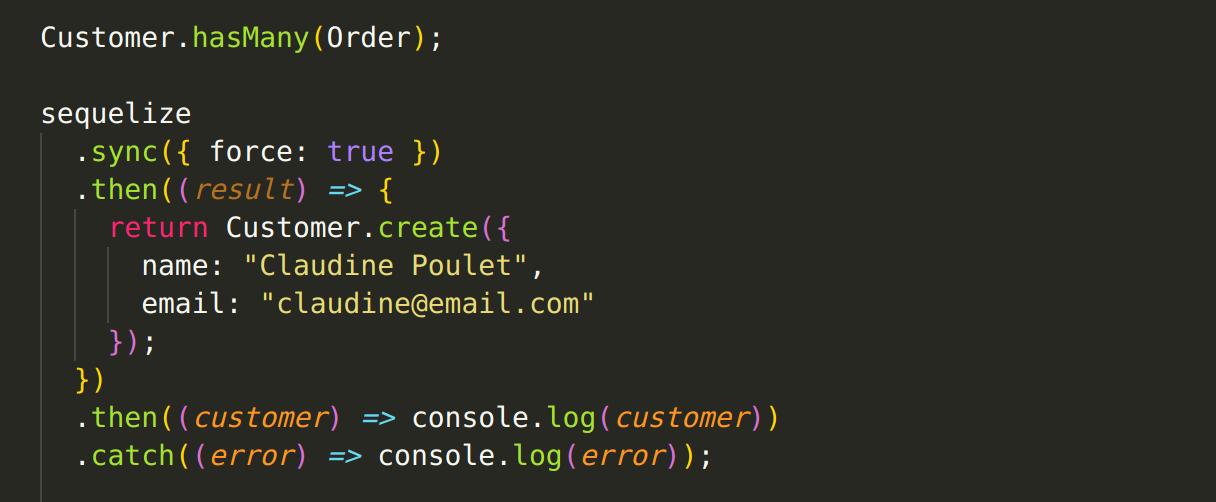 Customer.hasMany(Order);
sequelize
.sync({ force: true })
.then((result) => {
return Customer.create({
name: "Claudine Poulet",
email: "claudine@email.com"
});
})
.then((customer) => console.log(customer))
.catch((error) => console.log(error));